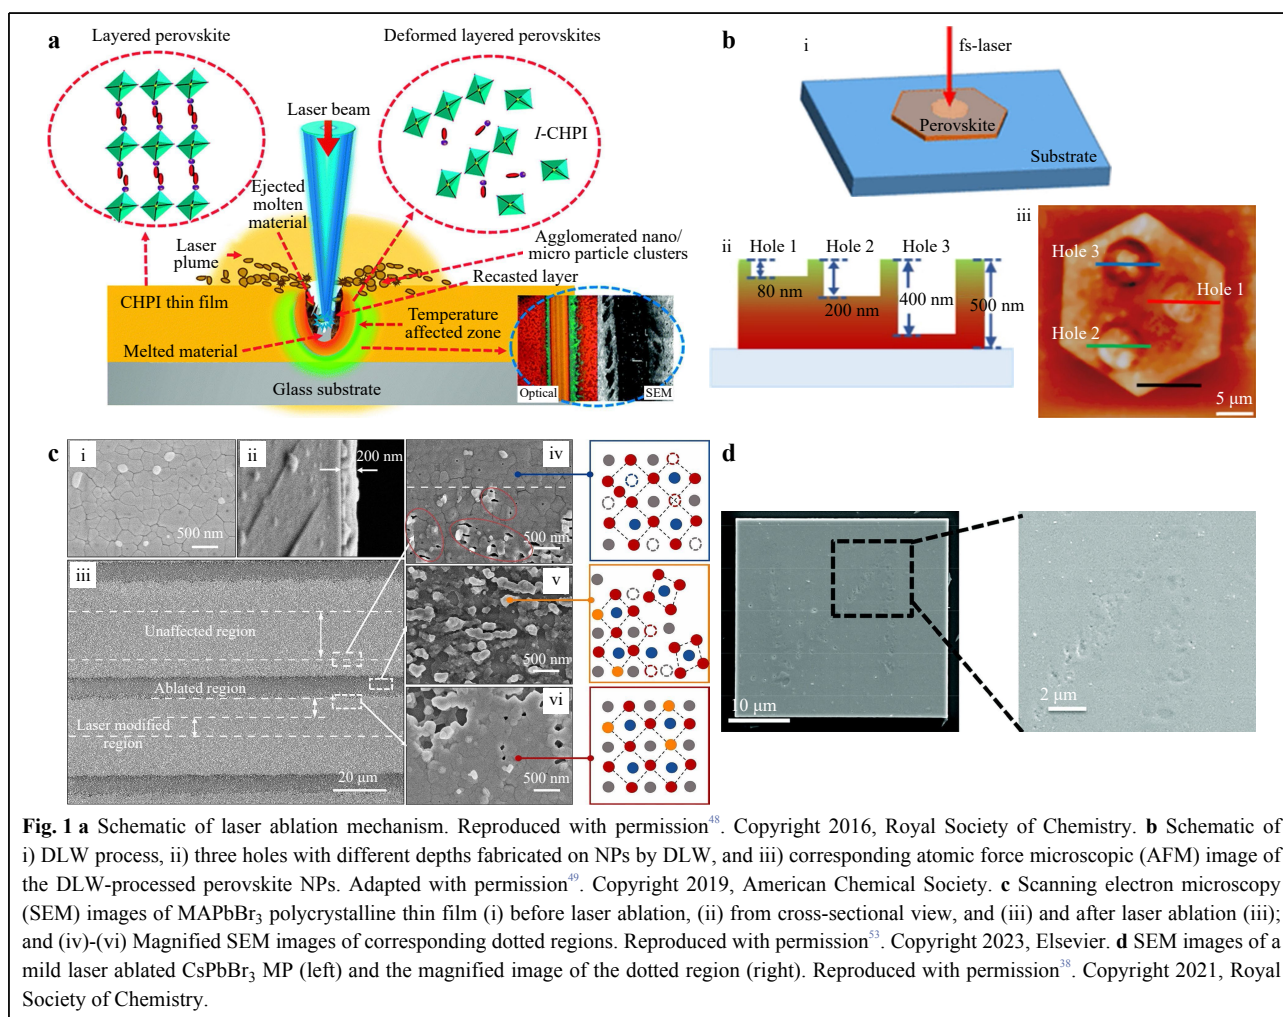 a
Layered perovskite
Deformed layered perovskites
Laser beam
l-CHPI
Ejected
molten
material
Laser
plume
Agglomerated nano/
micro particle clusters
Recasted layer
CHPI thin film
Temperature
affected zone
Melted material
Glass substrate
Optical
SEM
b
i
fs-laser
Perovskite
Substrate
ii
Hole 1
Hole 2
Hole 3
80 nm
200 nm
400 nm
500 nm
iii
Hole 3
Hole 1
Hole 2
5 μm
c
i
500 nm
ii
200 nm
iii
Unaffected region
Ablated region
Laser modified
region
20 μm
iv
500 nm
v
500 nm
vi
500 nm
d
10 μm
2 μm
Fig. 1 a Schematic of laser ablation mechanism. Reproduced with permission48. Copyright 2016, Royal Society of Chemistry. b Schematic of
i) DLW process, ii) three holes with different depths fabricated on NPs by DLW, and iii) corresponding atomic force microscopic (AFM) image of
the DLW-processed perovskite NPs. Adapted with permission49. Copyright 2019, American Chemical Society. c Scanning electron microscopy
(SEM) images of MAPbBr3 polycrystalline thin film (i) before laser ablation, (ii) from cross-sectional view, and (iii) and after laser ablation (iii);
and (iv)-(vi) Magnified SEM images of corresponding dotted regions. Reproduced with permission53. Copyright 2023, Elsevier. d SEM images of a
mild laser ablated CsPbBr3 MP (left) and the magnified image of the dotted region (right). Reproduced with permission38. Copyright 2021, Royal
Society of Chemistry.